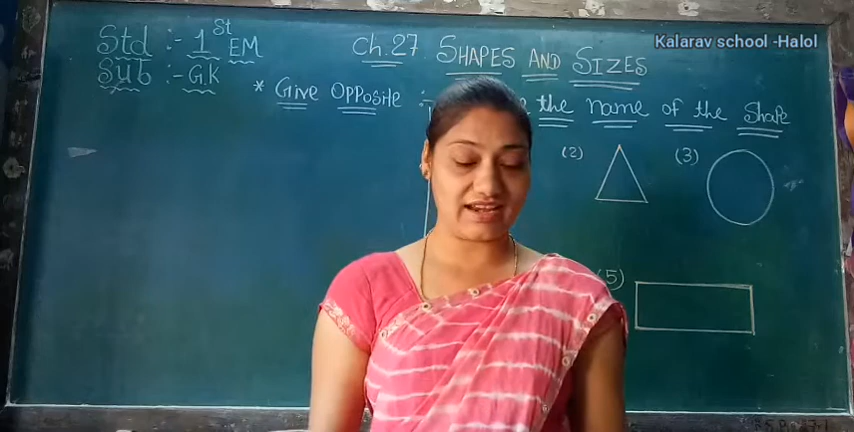 Std :- 1st EM
Ch.27 SHAPES AND SIZES
Kalarav school -Halol
Sub :- GK
* Give Opposite :- the name of the Shape
(2)
(3)
(5)